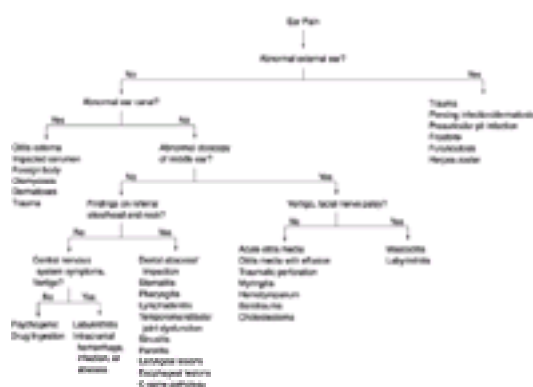 Ear Pain
Abnormal external ear?
No
Yes
Abnormal ear canal?
Trauma
Piercing infection/dermatosis
Preauricular pit infection
Frostbite
Furunculosis
Herpes zoster
Yes
No
Otitis externa
Impacted cerumen
Foreign body
Otomycosis
Dermatoses
Trauma
Abnormal otoscopy
of middle ear?
No
Yes
Findings on referral
head and neck?
Vertigo, facial nerve palsy?
No
Yes
No
Yes
Central nervous
system symptoms,
Vertigo?
Dental abscess/
impaction
Stomatitis
Pharyngitis
Lymphadenitis
Temporomandibular
joint dysfunction
Sinusitis
Parotitis
Laryngeal lesions
Esophageal lesions
C-spine pathology
Acute otitis media
Otitis media with effusion
Traumatic perforation
Myringitis
Hemotympanum
Barotrauma
Cholesteatoma
Mastoiditis
Labyrinthitis
No
Yes
Psychogenic
Drug ingestion
Labyrinthitis
Intracranial
hemorrhage,
infection, or
abscess